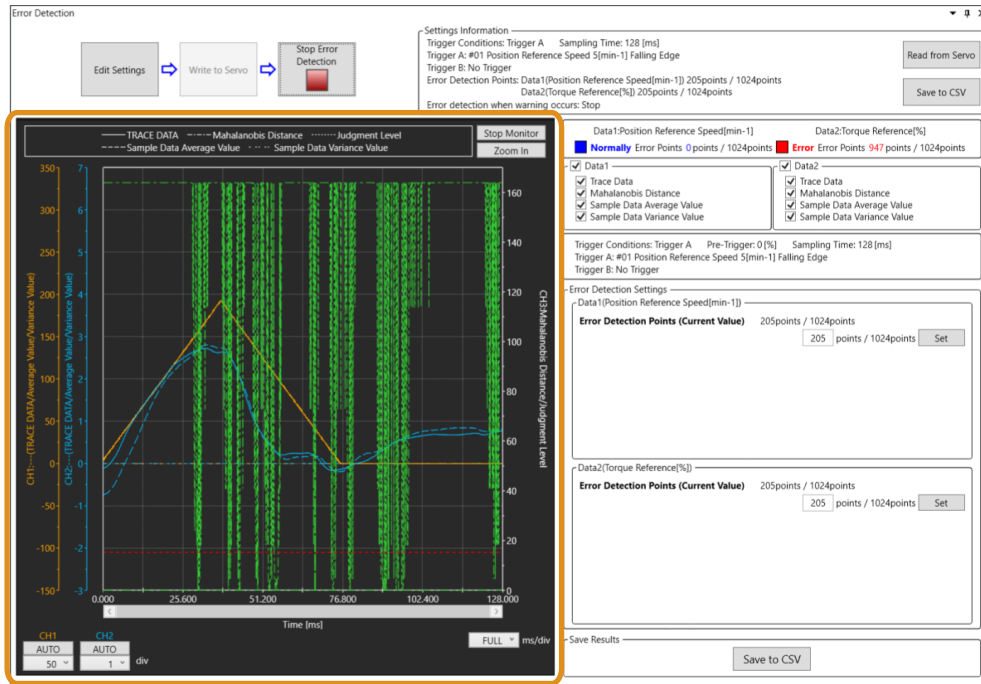 Error Detection
Edit Settings
Write to Servo
Stop Error
Detection
Settings Information
Trigger Conditions: Trigger A Sampling Time: 128 [ms]
Trigger A: #01 Position Reference Speed 5[min-1] Falling Edge
Trigger B: No Trigger
Error Detection Points: Data1(Position Reference Speed[min-1]) 205points / 1024points
Data2(Torque Reference[%]) 205points / 1024points
Error detection when warning occurs: Stop
Read from Servo
Save to CSV
TRACE DATA Mahalanobis Distance Judgment Level
Sample Data Average Value Sample Data Variance Value
Stop Monitor
Zoom In
CH1:---(TRACE DATA/Average Value/Variance Value)
350
300
250
200
150
100
50
0
-50
-100
-150
CH2:---(TRACE DATA/Average Value/Variance Value)
7
6
5
4
3
2
1
0
-1
-2
-3
160
140
120
100
80
60
40
20
0
CH3:Mahalanobis Distance/Judgment Level
0.000 25.600 51.200 76.800 102.400 128.000
Time [ms]
CH1 CH2
AUTO AUTO
50 1 div
FULL ms/div
Data1:Position Reference Speed[min-1]
Normally Error Points 0 points / 1024points
Data2:Torque Reference[%]
Error Error Points 947 points / 1024points
Data1
Trace Data
Mahalanobis Distance
Sample Data Average Value
Sample Data Variance Value
Data2
Trace Data
Mahalanobis Distance
Sample Data Average Value
Sample Data Variance Value
Trigger Conditions: Trigger A Pre-Trigger: 0 [%] Sampling Time: 128 [ms]
Trigger A: #01 Position Reference Speed 5[min-1] Falling Edge
Trigger B: No Trigger
Error Detection Settings
Data1(Position Reference Speed[min-1])
Error Detection Points (Current Value) 205points / 1024points
205 points / 1024points Set
Data2(Torque Reference[%])
Error Detection Points (Current Value) 205points / 1024points
205 points / 1024points Set
Save Results
Save to CSV